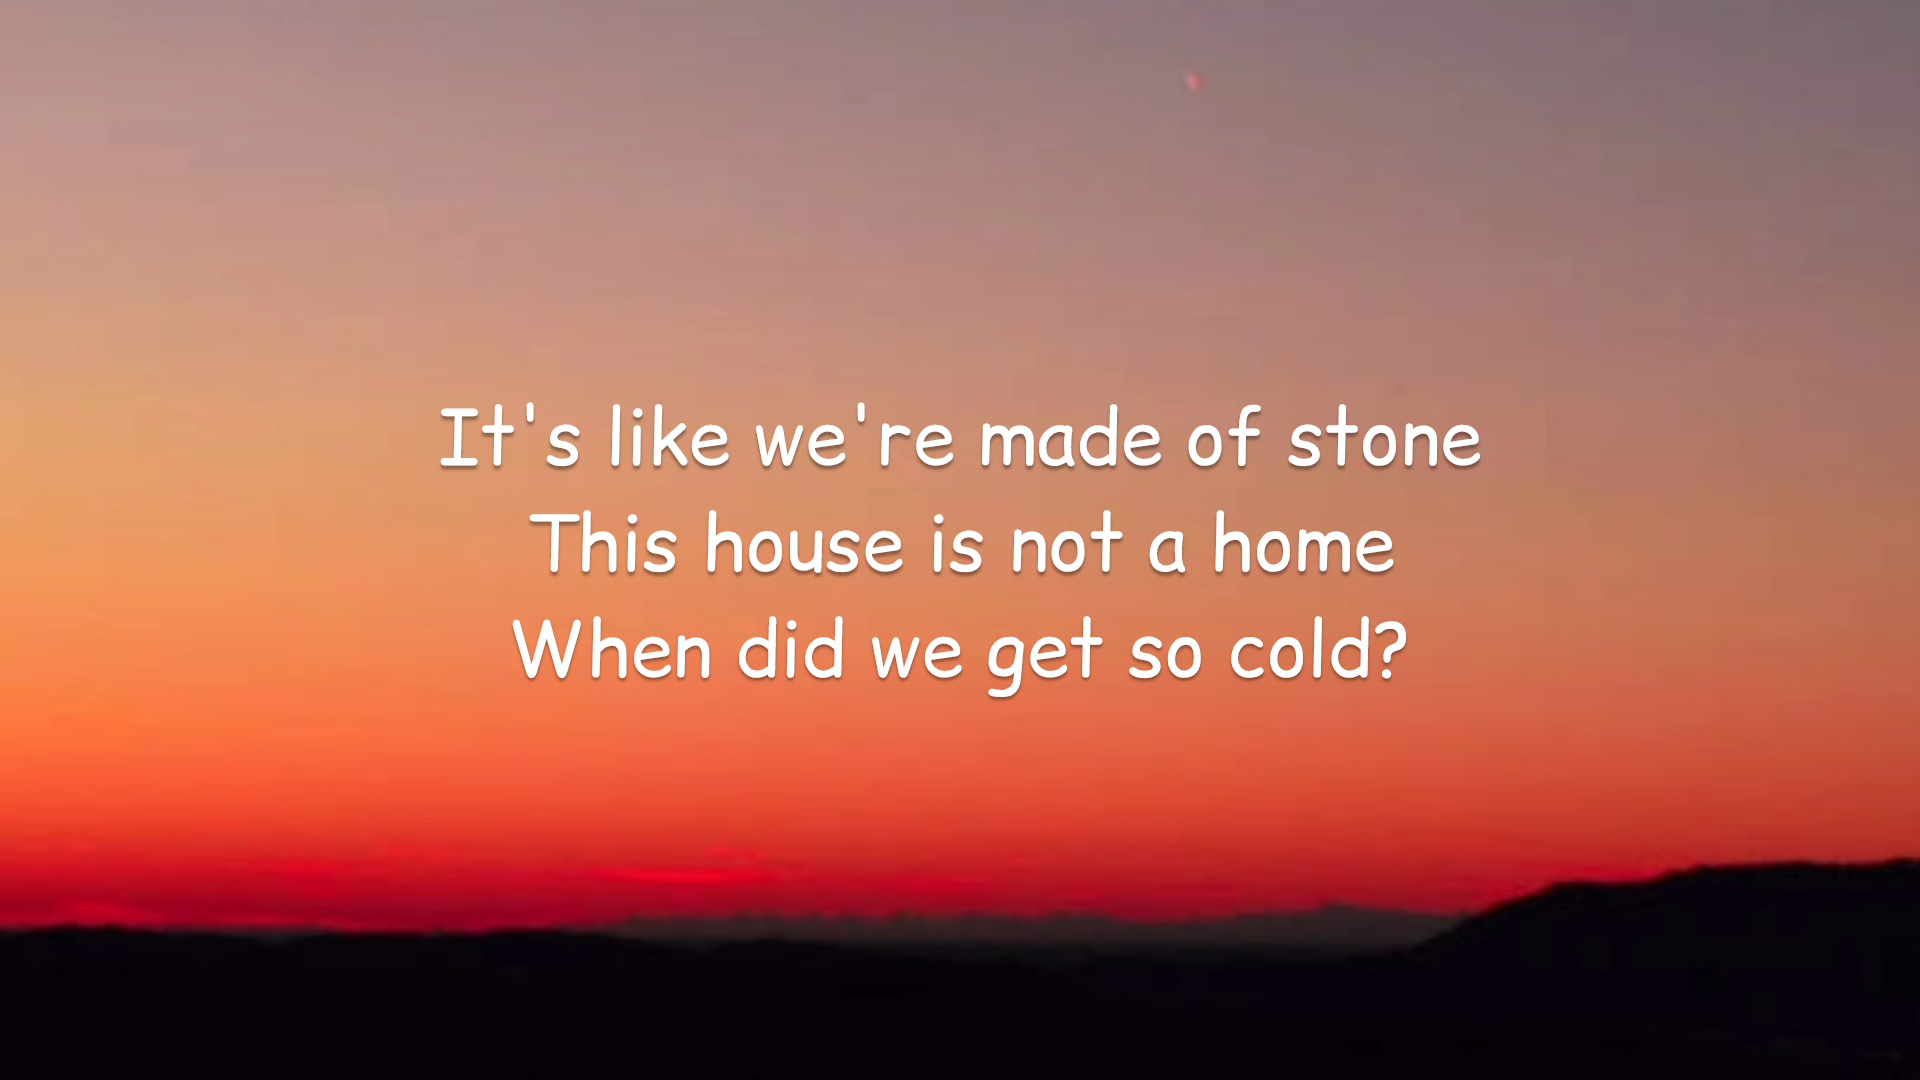 It's like we're made of stone
This house is not a home
When did we get so cold?